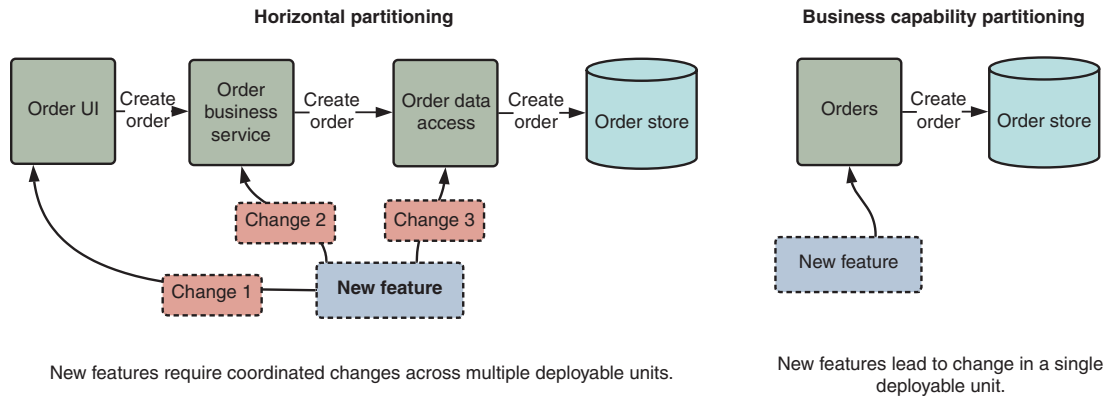 Horizontal partitioning
Order UI
Create
order
Order
business
service
Create
order
Order data
access
Create
order
Order store
Change 1
Change 2
Change 3
New feature
New features require coordinated changes across multiple deployable units.
Business capability partitioning
Orders
Create
order
Order store
New feature
New features lead to change in a single
deployable unit.